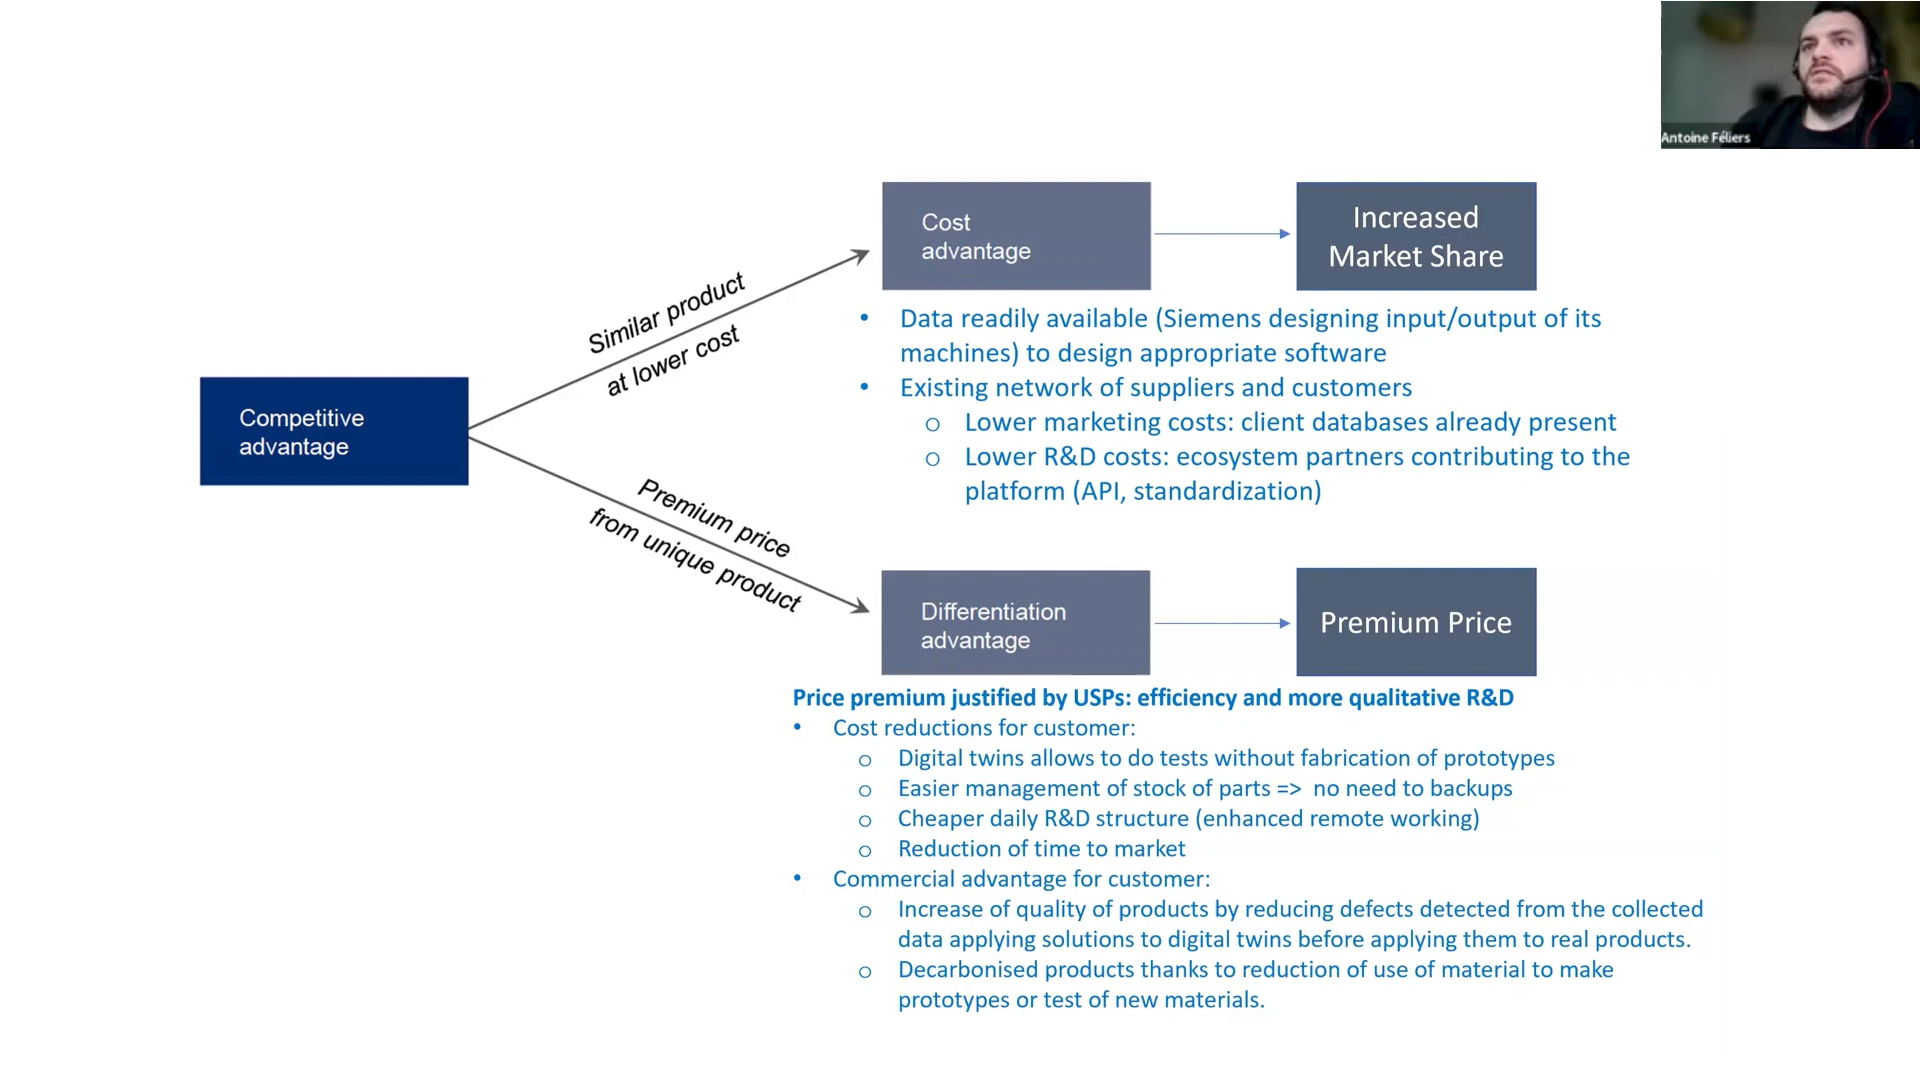 Antoine Féliers
Cost
advantage
Increased
Market Share
Similar product
at lower cost
• Data readily available (Siemens designing input/output of its
machines) to design appropriate software
• Existing network of suppliers and customers
o Lower marketing costs: client databases already present
o Lower R&D costs: ecosystem partners contributing to the
platform (API, standardization)
Competitive
advantage
Premium price
from unique product
Differentiation
advantage
Premium Price
Price premium justified by USPs: efficiency and more qualitative R&D
• Cost reductions for customer:
o Digital twins allows to do tests without fabrication of prototypes
o Easier management of stock of parts => no need to backups
o Cheaper daily R&D structure (enhanced remote working)
o Reduction of time to market
• Commercial advantage for customer:
o Increase of quality of products by reducing defects detected from the collected
data applying solutions to digital twins before applying them to real products.
o Decarbonised products thanks to reduction of use of material to make
prototypes or test of new materials.